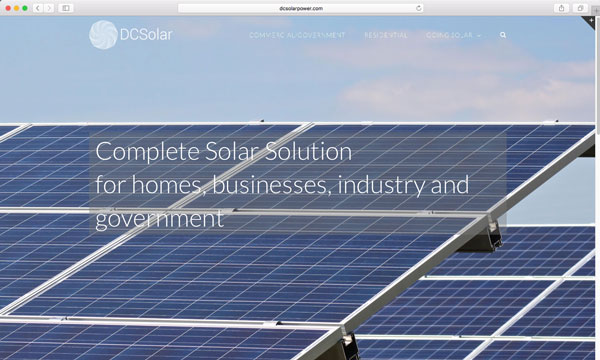 dcsolarpower.com
DCSolar
COMMERCIAL/GOVERNMENT RESIDENTIAL GOING SOLAR
Complete Solar Solution
for homes, businesses, industry and
government